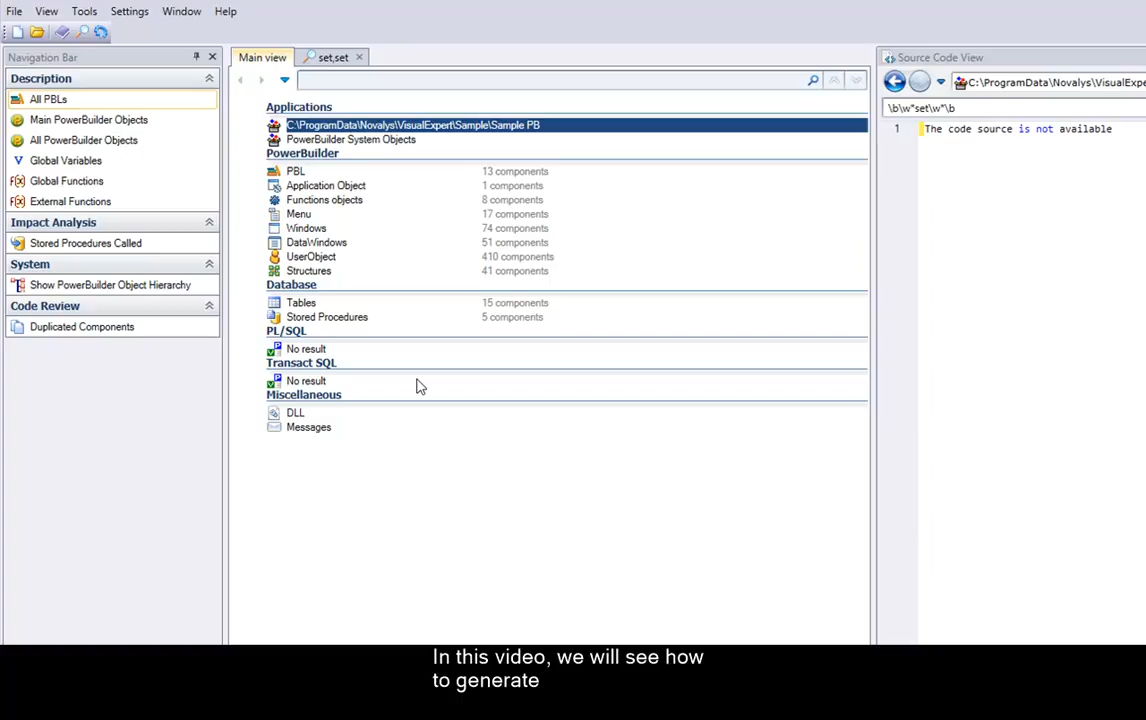 File View Tools Settings Window Help
Navigation Bar
Description
All PBLs
Main PowerBuilder Objects
All PowerBuilder Objects
Global Variables
Global Functions
External Functions
Impact Analysis
Stored Procedures Called
System
Show PowerBuilder Object Hierarchy
Code Review
Duplicated Components
Main view set,set
Applications
C:\ProgramData\Novalys\VisualExpert\Sample\Sample PB
PowerBuilder System Objects
PowerBuilder
PBL 13 components
Application Object 1 components
Functions objects 8 components
Menu 17 components
Windows 74 components
DataWindows 51 components
UserObject 410 components
Structures 41 components
Database
Tables 15 components
Stored Procedures 5 components
PL/SQL
No result
Transact SQL
No result
Miscellaneous
DLL
Messages
Source Code View
C:\ProgramData\Novalys\VisualExpe
\b\w*set\w*\b
1 The code source is not available
In this video, we will see how
to generate